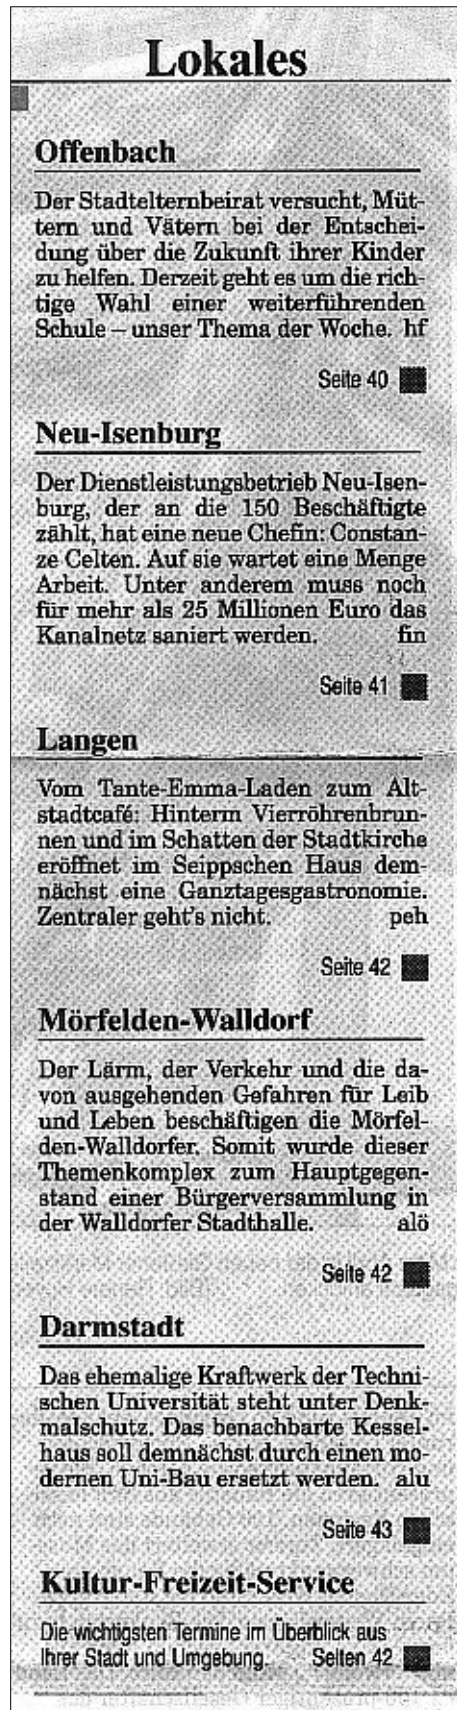 Lokales
Offenbach
Der Stadtelternbeirat versucht, Müt-
tern und Vätern bei der Entschei-
dung über die Zukunft ihrer Kinder
zu helfen. Derzeit geht es um die rich-
tige Wahl einer weiterführenden
Schule – unser Thema der Woche. hf
Seite 40
Neu-Isenburg
Der Dienstleistungsbetrieb Neu-Isen-
burg, der an die 150 Beschäftigte
zählt, hat eine neue Chefin: Constan-
ze Celten. Auf sie wartet eine Menge
Arbeit. Unter anderem muss noch
für mehr als 25 Millionen Euro das
Kanalnetz saniert werden. fin
Seite 41
Langen
Vom Tante-Emma-Laden zum Alt-
stadtcafé: Hinterm Vierröhrenbrun-
nen und im Schatten der Stadtkirche
eröffnet im Seippschen Haus dem-
nächst eine Ganztagesgastronomie.
Zentraler geht's nicht. peh
Seite 42
Mörfelden-Walldorf
Der Lärm, der Verkehr und die da-
von ausgehenden Gefahren für Leib
und Leben beschäftigen die Mörfel-
den-Walldorfer. Somit wurde dieser
Themenkomplex zum Hauptgegen-
stand einer Bürgerversammlung in
der Walldorfer Stadthalle. alö
Seite 42
Darmstadt
Das ehemalige Kraftwerk der Techni-
schen Universität steht unter Denk-
malschutz. Das benachbarte Kessel-
haus soll demnächst durch einen mo-
dernen Uni-Bau ersetzt werden. alu
Seite 43
Kultur-Freizeit-Service
Die wichtigsten Termine im Überblick aus
Ihrer Stadt und Umgebung. Seiten 42